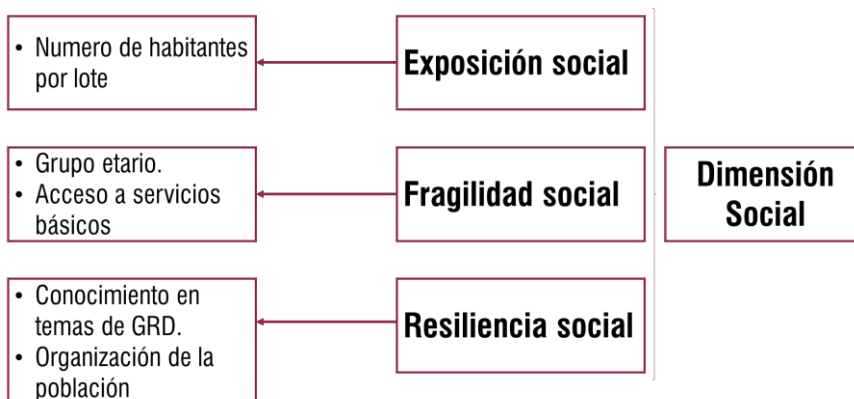 • Numero de habitantes
por lote
Exposición social
• Grupo etario.
• Acceso a servicios
básicos
Fragilidad social
Dimensión
Social
• Conocimiento en
temas de GRD.
• Organización de la
población
Resiliencia social